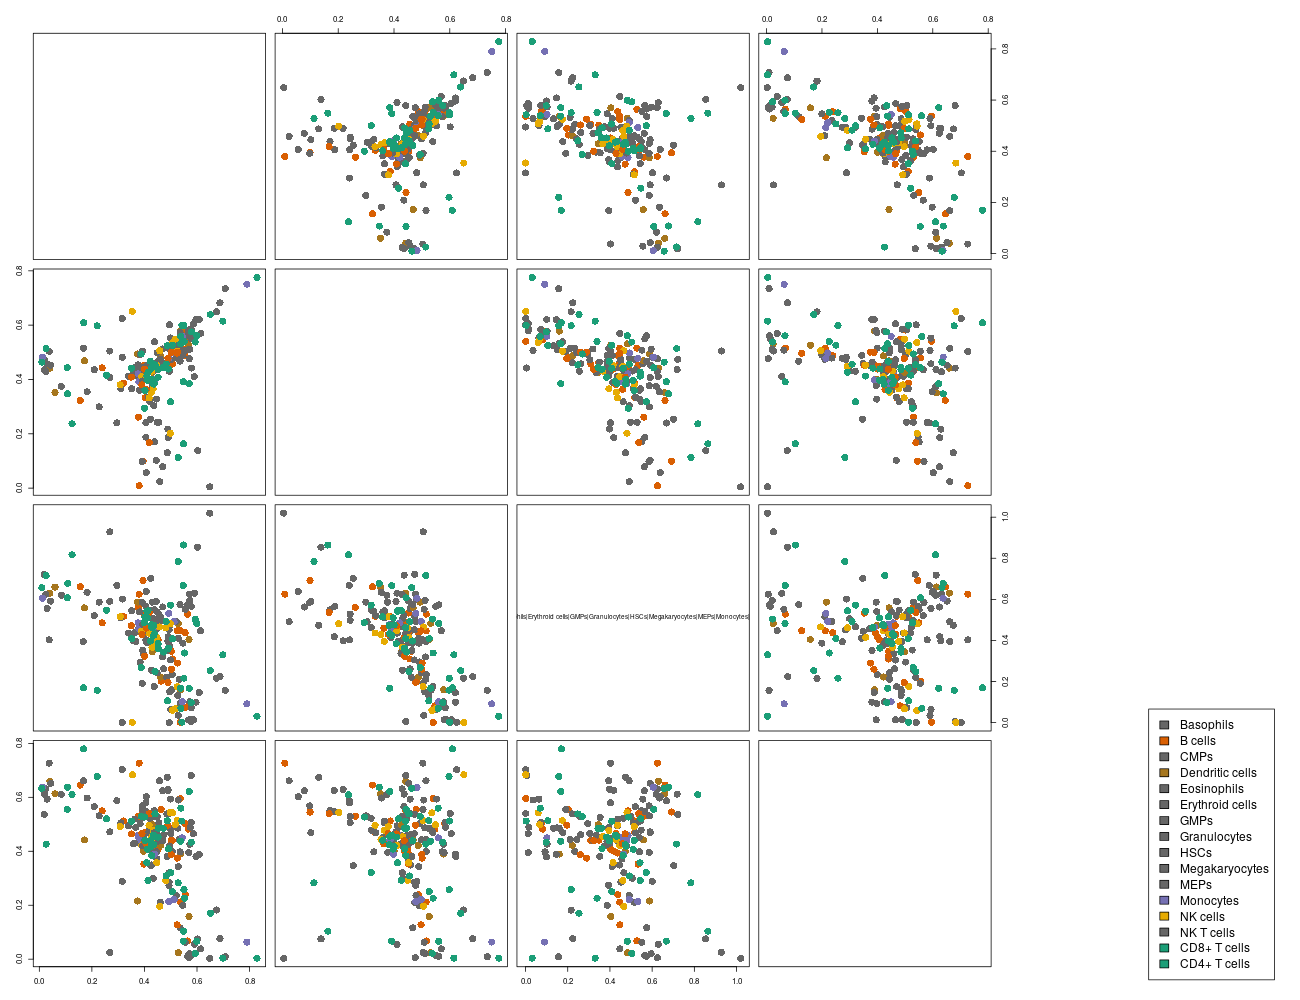 0.0 0.2 0.4 0.6 0.8
0.0 0.2 0.4 0.6 0.8
0.8
0.6
0.4
0.2
0.0
0.8
0.6
0.4
0.2
0.0
hils|Erythroid cells|GMPs|Granulocytes|HSCs|Megakaryocytes|MEPs|Monocytes|
1.0
0.8
0.6
0.4
0.2
0.0
0.8
0.6
0.4
0.2
0.0
0.0 0.2 0.4 0.6 0.8
0.0 0.2 0.4 0.6 0.8 1.0
Basophils
B cells
CMPs
Dendritic cells
Eosinophils
Erythroid cells
GMPs
Granulocytes
HSCs
Megakaryocytes
MEPs
Monocytes
NK cells
NK T cells
CD8+ T cells
CD4+ T cells